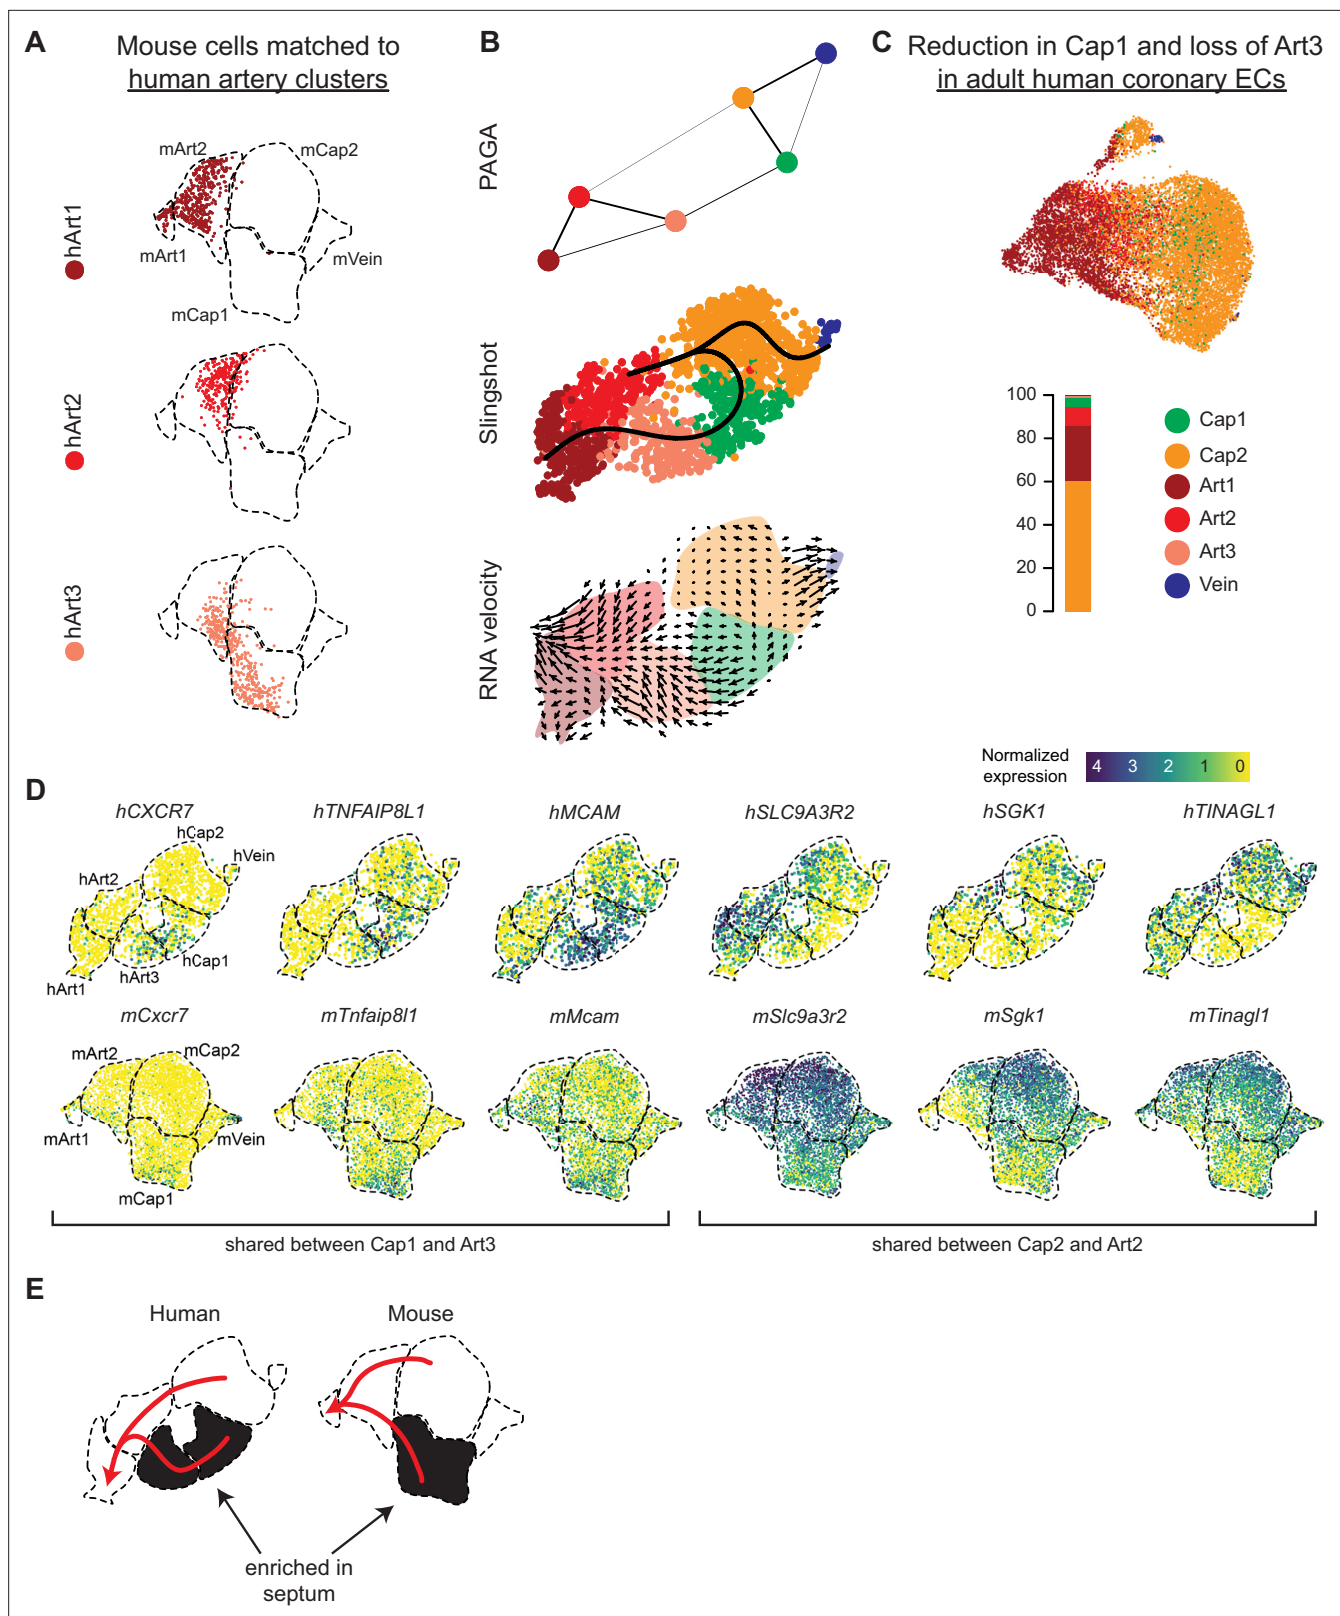 A
Mouse cells matched to
human artery clusters
hArt1
mArt2
mCap2
mArt1
mVein
mCap1
hArt2
hArt3
B
PAGA
Slingshot
RNA velocity
C
Reduction in Cap1 and loss of Art3
in adult human coronary ECs
100
80
60
40
20
0
Cap1
Cap2
Art1
Art2
Art3
Vein
Normalized
expression
4 3 2 1 0
D
hCXCR7 hTNFAIP8L1 hMCAM hSLC9A3R2 hSGK1 hTINAGL1
hCap2
hVein
hArt2
hCap1
hArt3
hArt1
mCxcr7 mTnfaip8l1 mMcam mSlc9a3r2 mSgk1 mTinagl1
mArt2
mCap2
mArt1
mVein
mCap1
shared between Cap1 and Art3
shared between Cap2 and Art2
E
Human Mouse
enriched in
septum